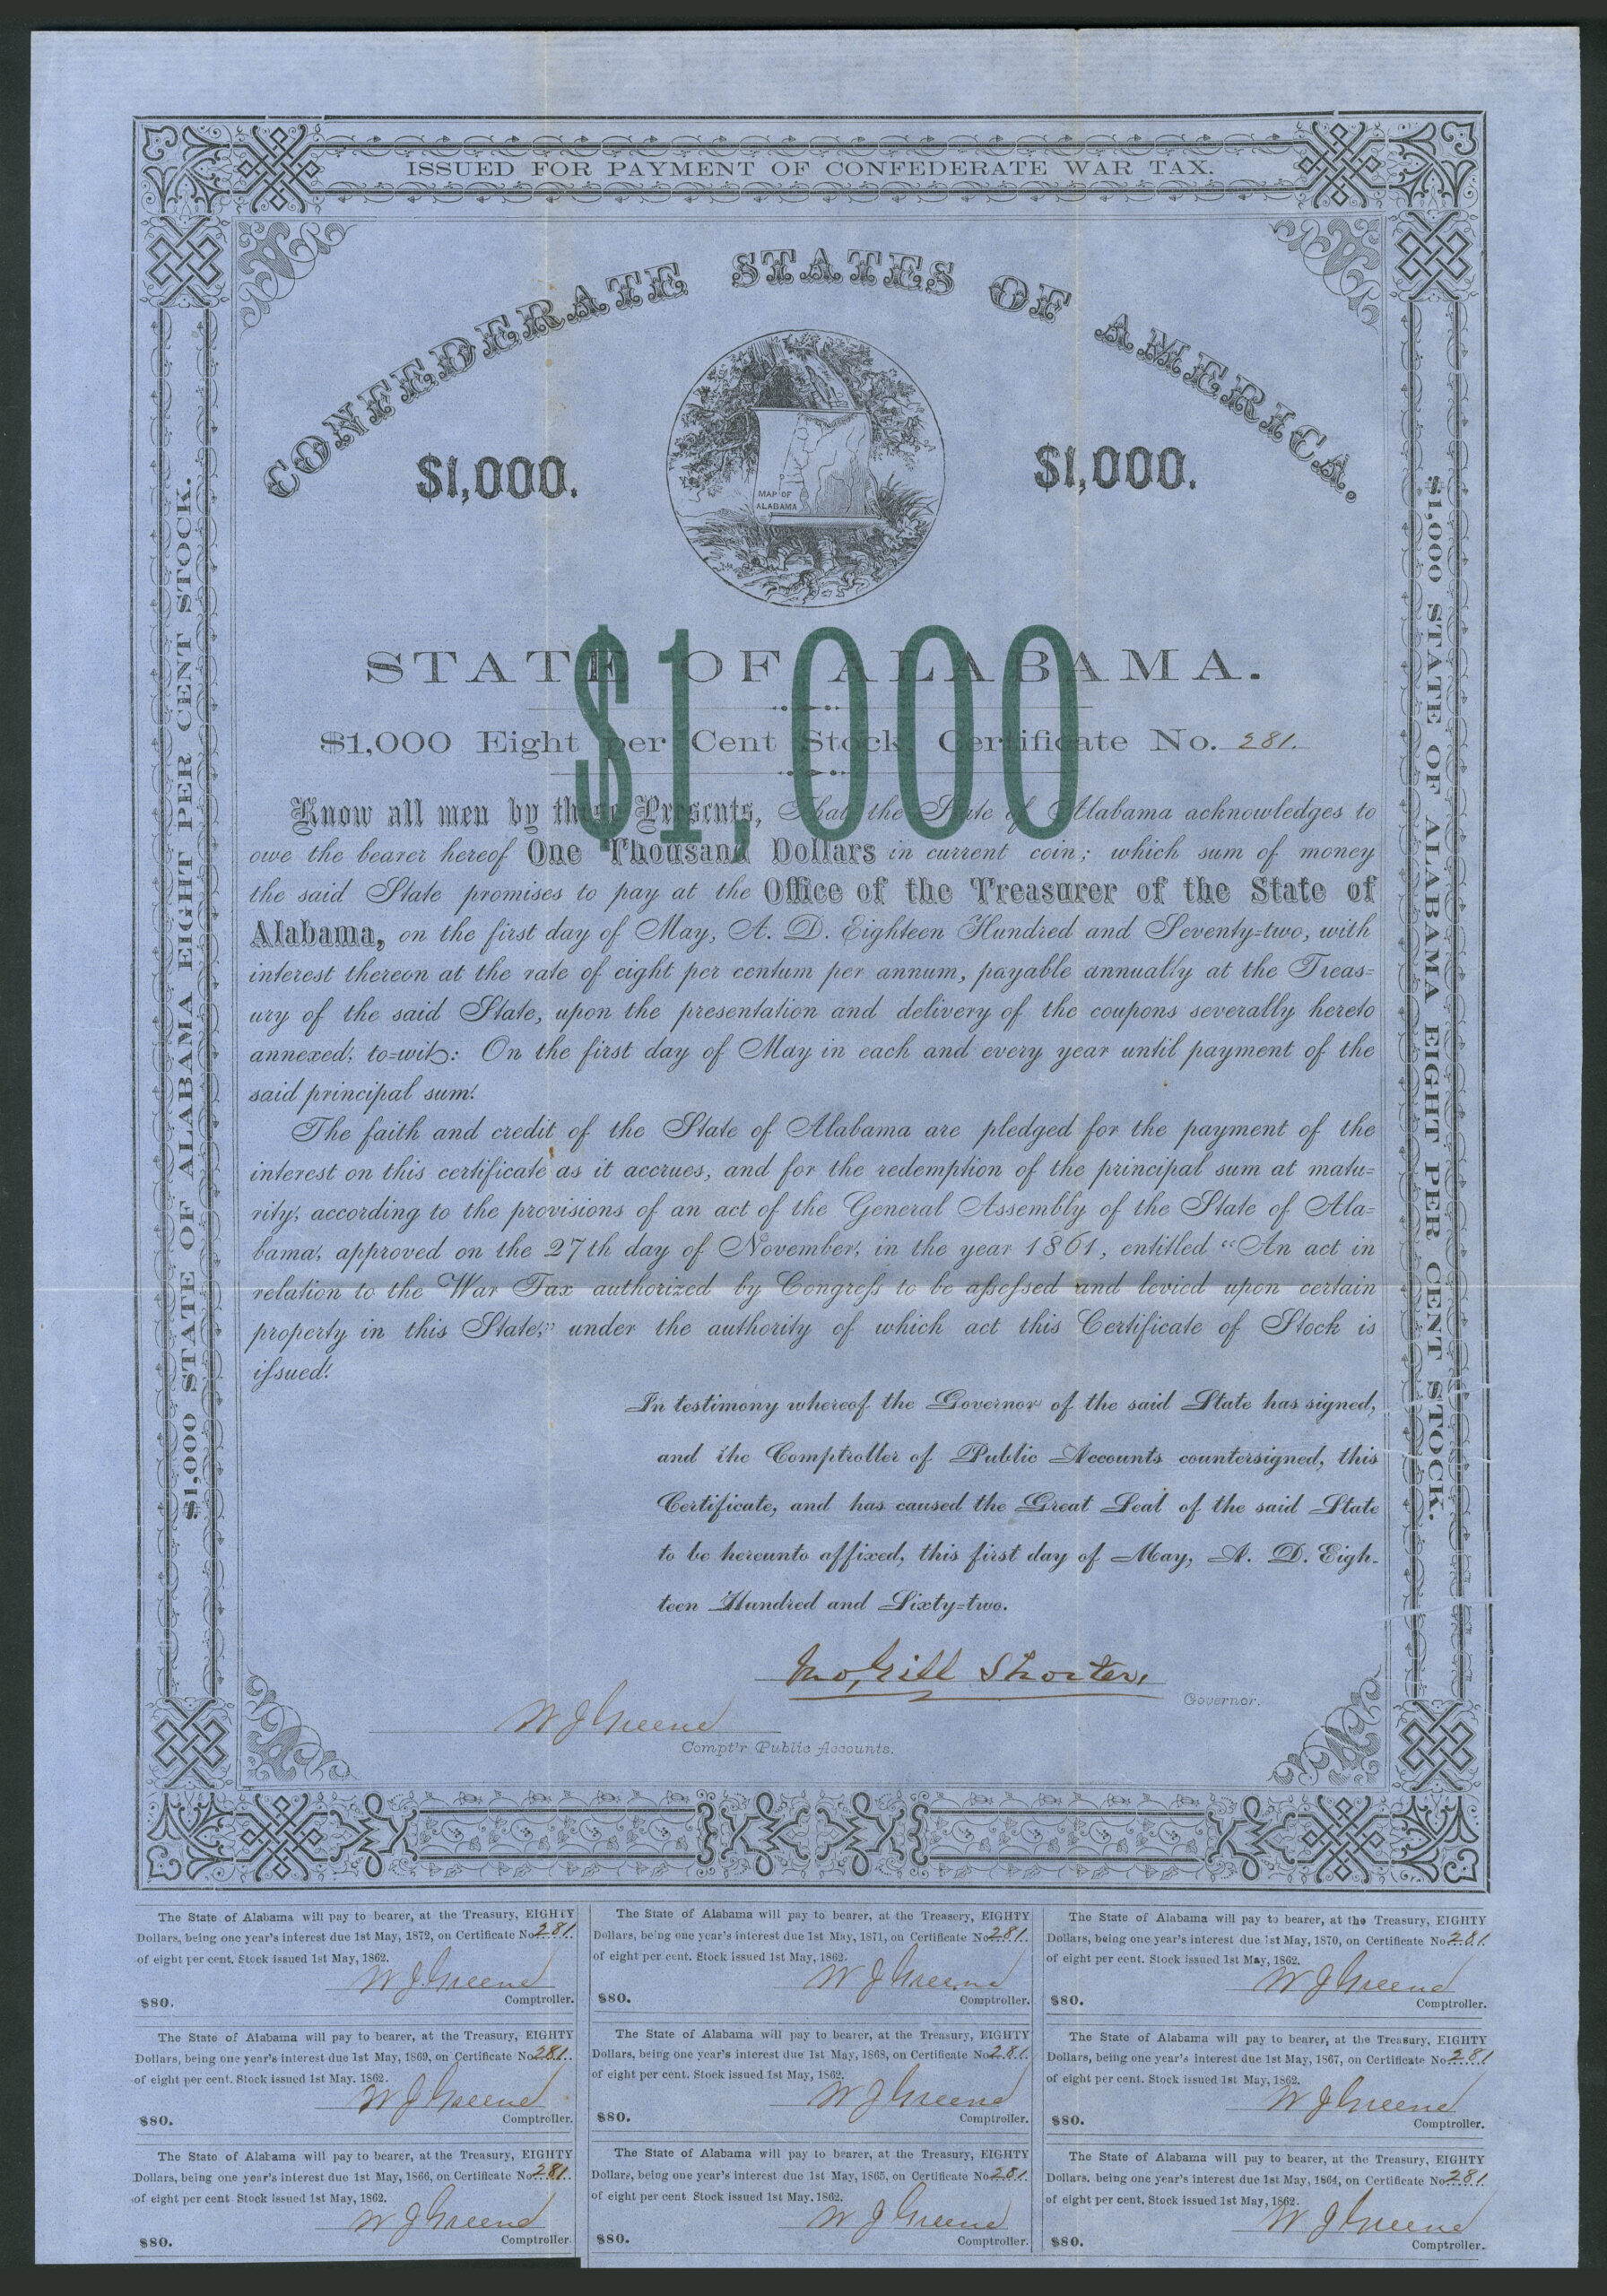 ISSUED FOR PAYMENT OF CONFEDERATE WAR TAX.
CONFEDERATE STATES OF AMERICA.
$1,000.
$1,000.
MAP OF
ALABAMA
$1,000
STATE OF ALABAMA.
$1,000 Eight per Cent Stock, Certificate No. 281.
Know all men by these Presents, That the State of Alabama acknowledges to
owe the bearer hereof One Thousand Dollars in current coin; which sum of money
the said State promises to pay at the Office of the Treasurer of the State of
Alabama, on the first day of May, A. D. Eighteen Hundred and Seventy=two, with
interest thereon at the rate of eight per centum per annum, payable annually at the Treas=
ury of the said State, upon the presentation and delivery of the coupons severally hereto
annexed, to=wit: On the first day of May in each and every year until payment of the
said principal sum.
The faith and credit of the State of Alabama are pledged for the payment of the
interest on this certificate as it accrues, and for the redemption of the principal sum at matu=
rity, according to the provisions of an act of the General Assembly of the State of Ala=
bama, approved on the 27th day of November, in the year 1861, entitled "An act in
relation to the War Tax authorized by Congress to be assessed and levied upon certain
property in this State," under the authority of which act this Certificate of Stock is
issued.
In testimony whereof the Governor of the said State has signed,
and the Comptroller of Public Accounts countersigned, this
Certificate, and has caused the Great Seal of the said State
to be hereunto affixed, this first day of May, A. D. Eigh-
teen Hundred and Sixty=two.
Jno, Gill Shorter,
Governor.
W J Greene
Compt'r Public Accounts.
$1,000 STATE OF ALABAMA EIGHT PER CENT STOCK.
$1,000 STATE OF ALABAMA EIGHT PER CENT STOCK.
The State of Alabama will pay to bearer, at the Treasury, EIGHTY
Dollars, being one year's interest due 1st May, 1872, on Certificate No 281.
of eight per cent. Stock issued 1st May, 1862.
W J Greene
$80. Comptroller.
The State of Alabama will pay to bearer, at the Treasery, EIGHTY
Dollars, being one year's interest due 1st May, 1871, on Certificate No 281.
of eight per cent. Stock issued 1st May, 1862.
W J Greene
$80. Comptroller.
The State of Alabama will pay to bearer, at the Treasury, EIGHTY
Dollars, being one year's interest due 1st May, 1870, on Certificate No 281.
of eight per cent. Stock issued 1st May, 1862.
W J Greene
$80. Comptroller.
The State of Alabama will pay to bearer, at the Treasury, EIGHTY
Dollars, being one year's interest due 1st May, 1869, on Certificate No 281.
of eight per cent. Stock issued 1st May. 1862.
W J Greene
$80. Comptroller.
The State of Alabama will pay to bearer, at the Treasury, EIGHTY
Dollars, being one year's interest due 1st May, 1868, on Certificate No 281.
of eight per cent. Stock issued 1st May, 1862.
W J Greene
$80. Comptroller.
The State of Alabama will pay to bearer, at the Treasury, EIGHTY
Dollars, being one year's interest due 1st May, 1867, on Certificate No 281
of eight per cent. Stock issued 1st May, 1862.
W J Greene
$80. Comptroller.
The State of Alabama will pay to bearer, at the Treasury, EIGHTY
Dollars, being one year's interest due 1st May, 1866, on Certificate No 281.
of eight per cent Stock issued 1st May, 1862.
W J Greene
$80. Comptroller.
The State of Alabama will pay to bearer, at the Treasury, EIGHTY
Dollars, being one year's interest due 1st May, 1865, on Certificate No 281.
of eight per cent Stock issued 1st May. 1862.
W J Greene
$80. Comptroller.
The State of Alabama will pay to bearer, at the Treasury, EIGHTY
Dollars, being one year's interest due 1st May, 1864, on Certificate No 281.
of eight per cent. Stock issued 1st May, 1862.
W J Greene
$80. Comptroller.